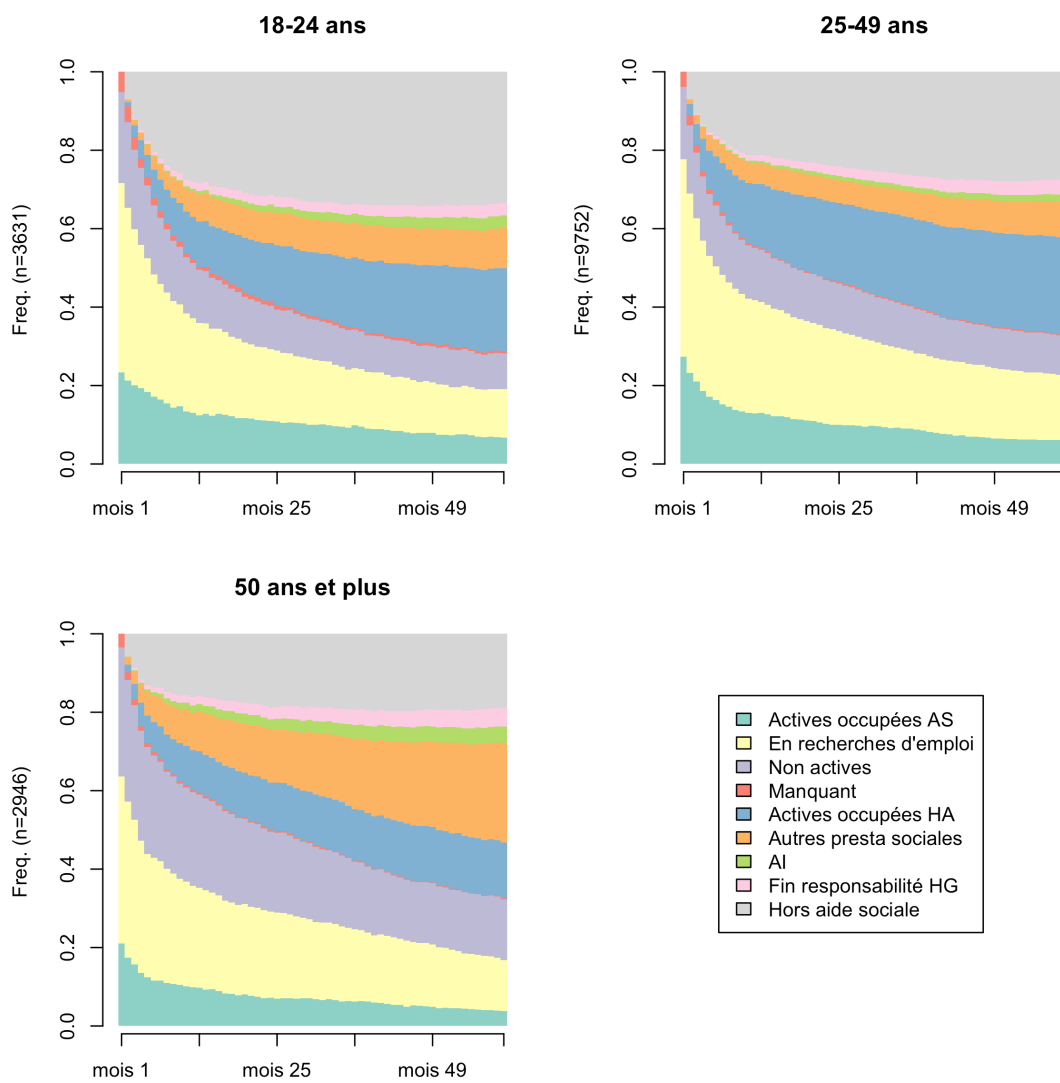 18-24 ans
Freq. (n=36631)
0.0 0.2 0.4 0.6 0.8 1.0
mois 1 mois 25 mois 49
25-49 ans
Freq. (n=9752)
0.0 0.2 0.4 0.6 0.8 1.0
mois 1 mois 25 mois 49
50 ans et plus
Freq. (n=2946)
0.0 0.2 0.4 0.6 0.8 1.0
mois 1 mois 25 mois 49
Actives occupées AS
En recherches d'emploi
Non actives
Manquant
Actives occupées HA
Autres presta sociales
AI
Fin responsabilité HG
Hors aide sociale